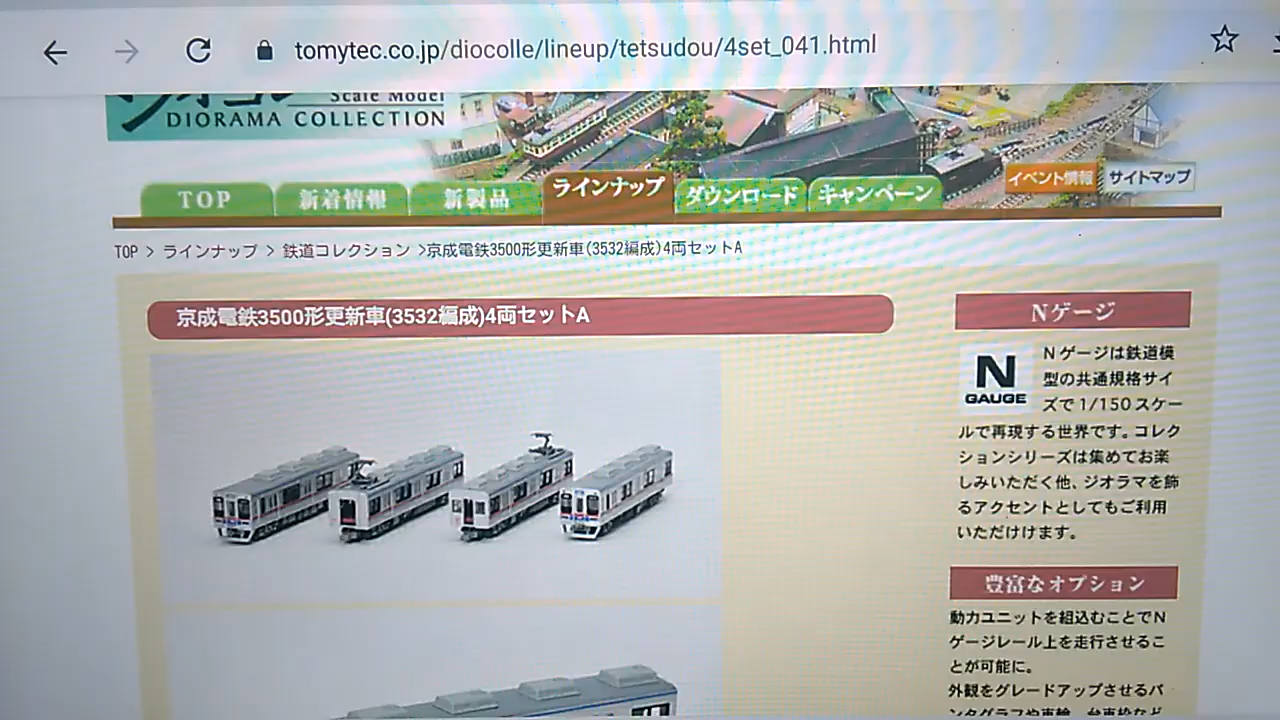 tomytec.co.jp/diocolle/lineup/tetsudou/4set_041.html
Scale Model
DIORAMA COLLECTION
イベント情報
サイトマップ
TOP
新着情報
新製品
ラインナップ
ダウンロード
キャンペーン
TOP > ラインナップ > 鉄道コレクション >京成電鉄3500形更新車(3532編成)4両セットA
京成電鉄3500形更新車(3532編成)4両セットA
Nゲージ
N
GAUGE
Nゲージは鉄道模
型の共通規格サイ
ズで1/150スケー
ルで再現する世界です。コレク
ションシリーズは集めてお楽
しみいただく他、ジオラマを飾
るアクセントとしてもご利用
いただけけます。
豊富なオプション
動力ユニットを組込むことでN
ゲージレール上を走行させるこ
とが可能に。
外観をグレードアップさせるパ
ンタグラフや車輪、台車枠など